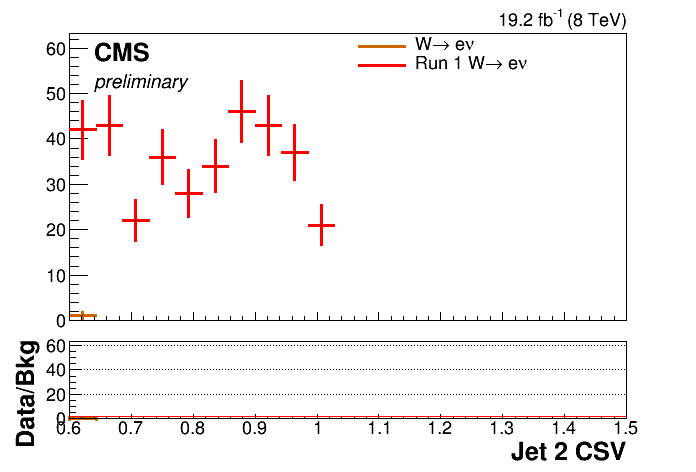 19.2 fb⁻¹ (8 TeV)
CMS
preliminary
W→ eν
Run 1 W→ eν
60
50
40
30
20
10
0
Data/Bkg
60
40
20
0
0.6 0.7 0.8 0.9 1 1.1 1.2 1.3 1.4 1.5
Jet 2 CSV